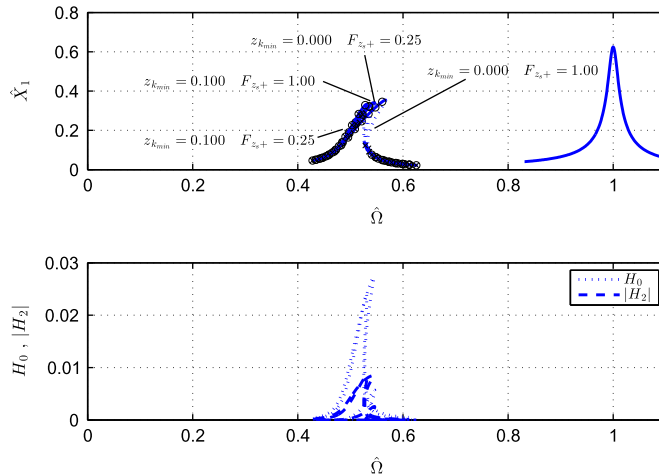 0.8
z_{k_{min}} = 0.000 F_{z_s+} = 0.25
0.6
z_{k_{min}} = 0.100 F_{z_s+} = 1.00
z_{k_{min}} = 0.000 F_{z_s+} = 1.00
X̂₁
0.4
0.2
z_{k_{min}} = 0.100 F_{z_s+} = 0.25
0
0 0.2 0.4 0.6 0.8 1
Ω̂
0.03
H₀
|H₂|
0.02
H₀ , |H₂|
0.01
0
0 0.2 0.4 0.6 0.8 1
Ω̂